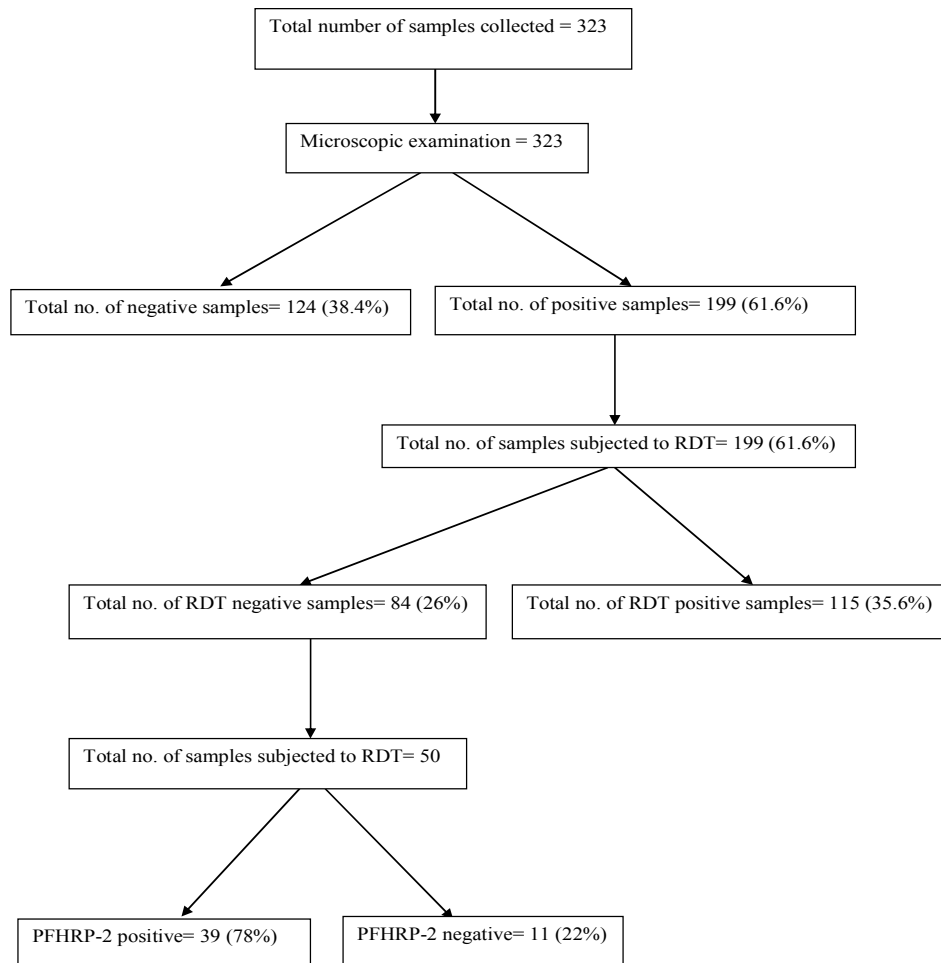 Total number of samples collected = 323
Microscopic examination = 323
Total no. of negative samples= 124 (38.4%)
Total no. of positive samples= 199 (61.6%)
Total no. of samples subjected to RDT= 199 (61.6%)
Total no. of RDT negative samples= 84 (26%)
Total no. of RDT positive samples= 115 (35.6%)
Total no. of samples subjected to RDT= 50
PFHRP-2 positive= 39 (78%)
PFHRP-2 negative= 11 (22%)